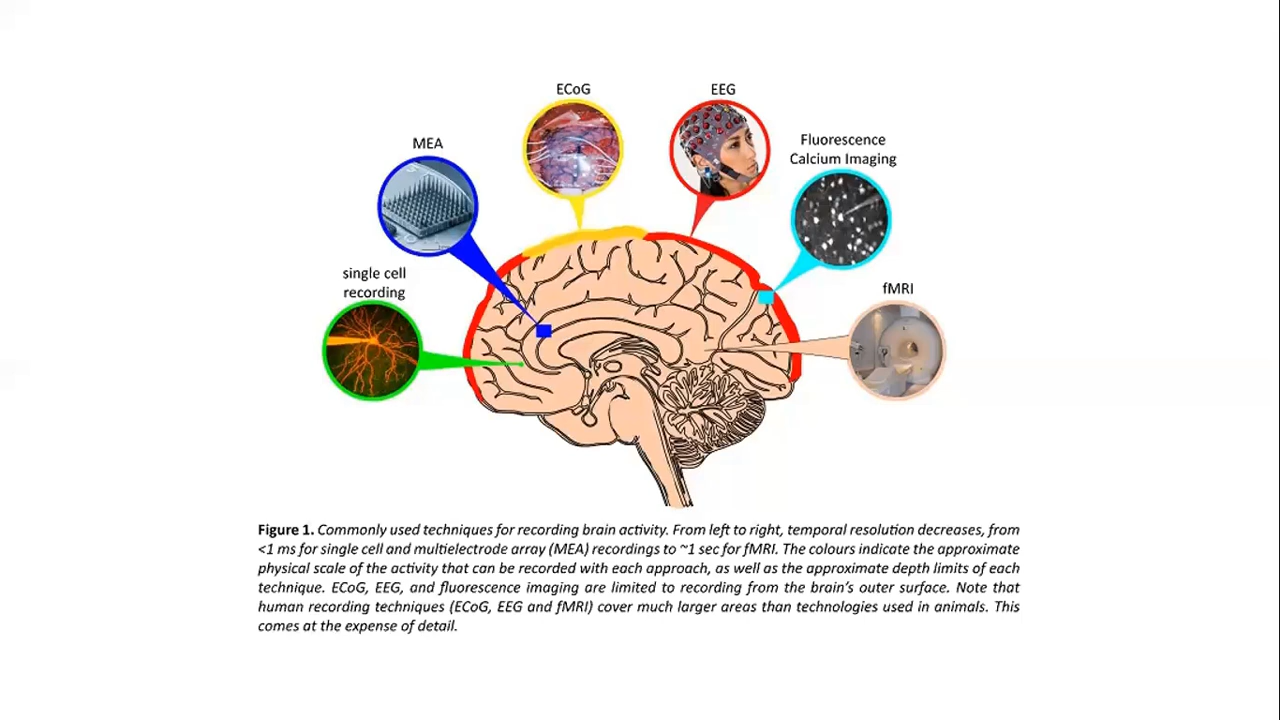 ECoG
EEG
MEA
Fluorescence
Calcium Imaging
single cell
recording
fMRI
Figure 1. Commonly used techniques for recording brain activity. From left to right, temporal resolution decreases, from
<1 ms for single cell and multielectrode array (MEA) recordings to ~1 sec for fMRI. The colours indicate the approximate
physical scale of the activity that can be recorded with each approach, as well as the approximate depth limits of each
technique. ECoG, EEG, and fluorescence imaging are limited to recording from the brain’s outer surface. Note that
human recording techniques (ECoG, EEG and fMRI) cover much larger areas than technologies used in animals. This
comes at the expense of detail.